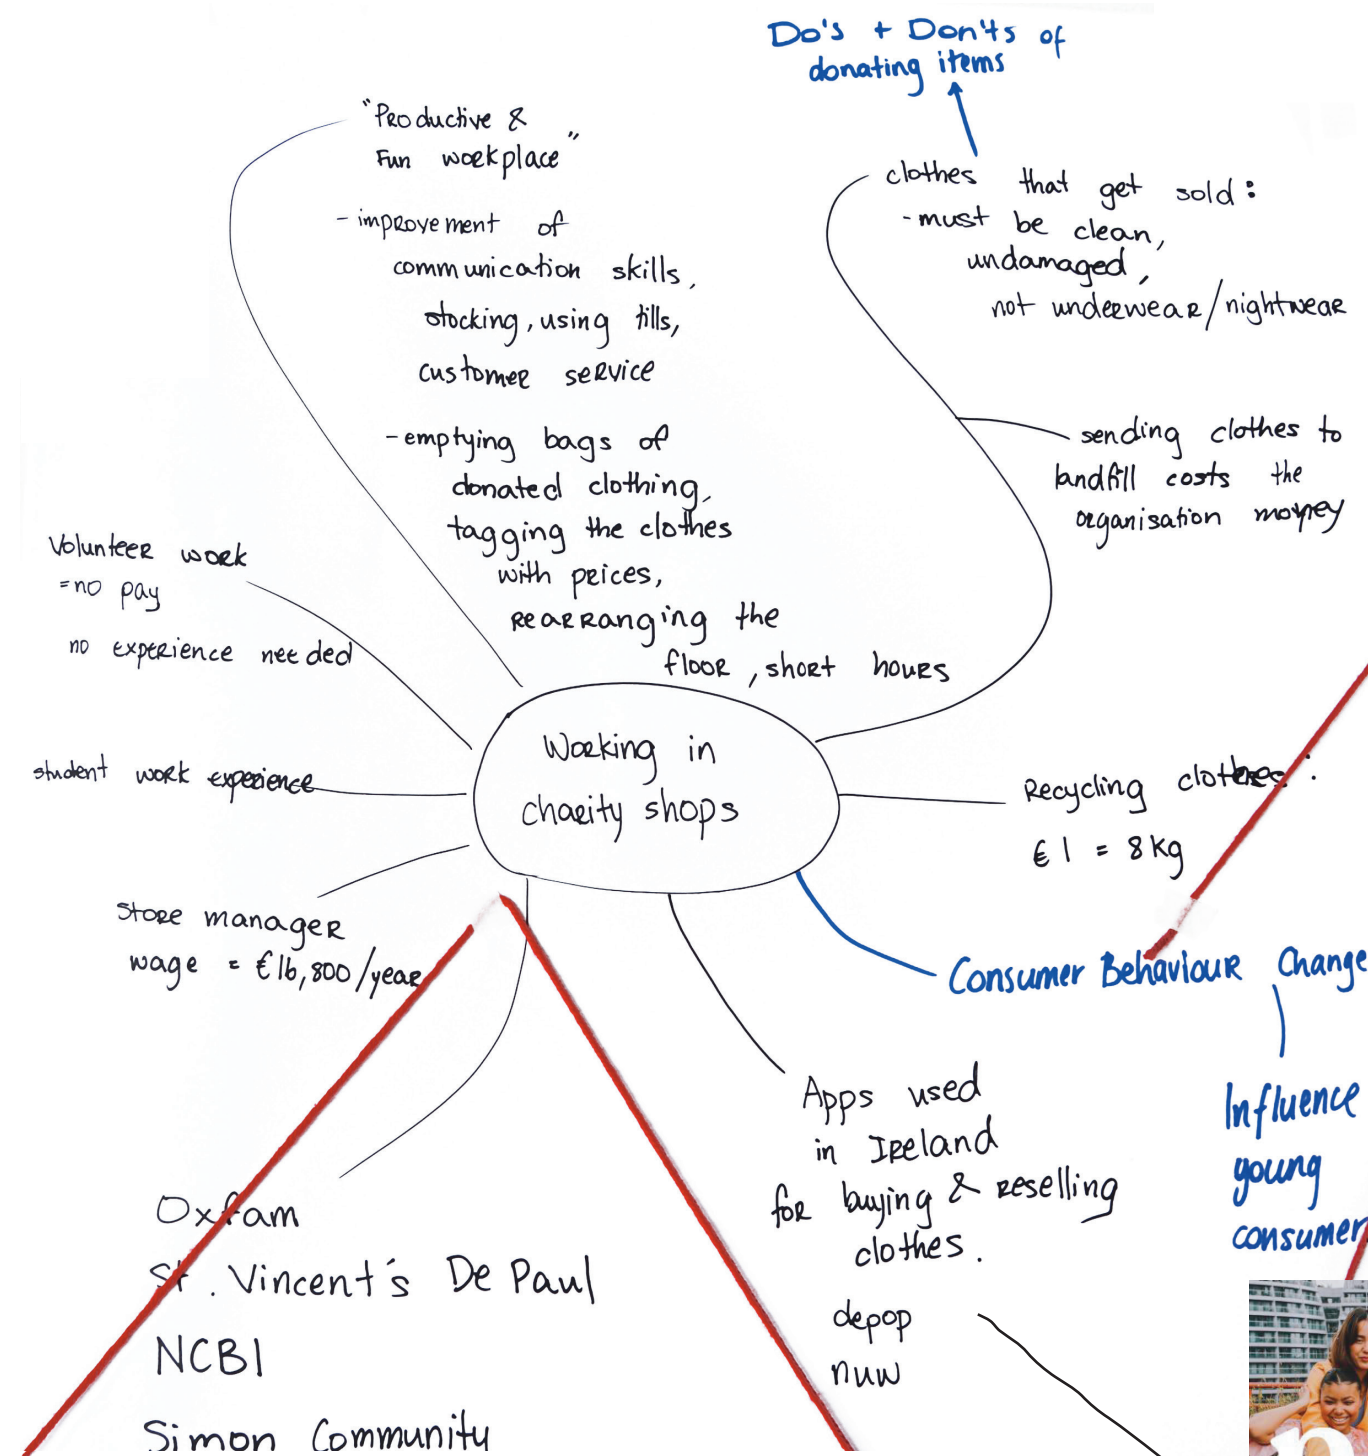 Do's + Don'ts of
donating items
"Productive &
Fun workplace"
- improvement of
communication skills,
stocking, using tills,
customer service
- emptying bags of
donated clothing,
tagging the clothes
with prices,
rearranging the
floor, short hours
clothes that get sold:
- must be clean,
undamaged,
not underwear/nightwear
sending clothes to
landfill costs the
organisation money
Volunteer work
=no pay
no experience needed
student work experience
Store manager
wage = €16,800/year
Working in
charity shops
Recycling clothes:
€1 = 8kg
Consumer Behaviour Change
Influence
young
consumer
Apps used
in Ireland
for buying & reselling
clothes.
depop
nuw
Oxfam
St. Vincent's De Paul
NCBI
Simon Community